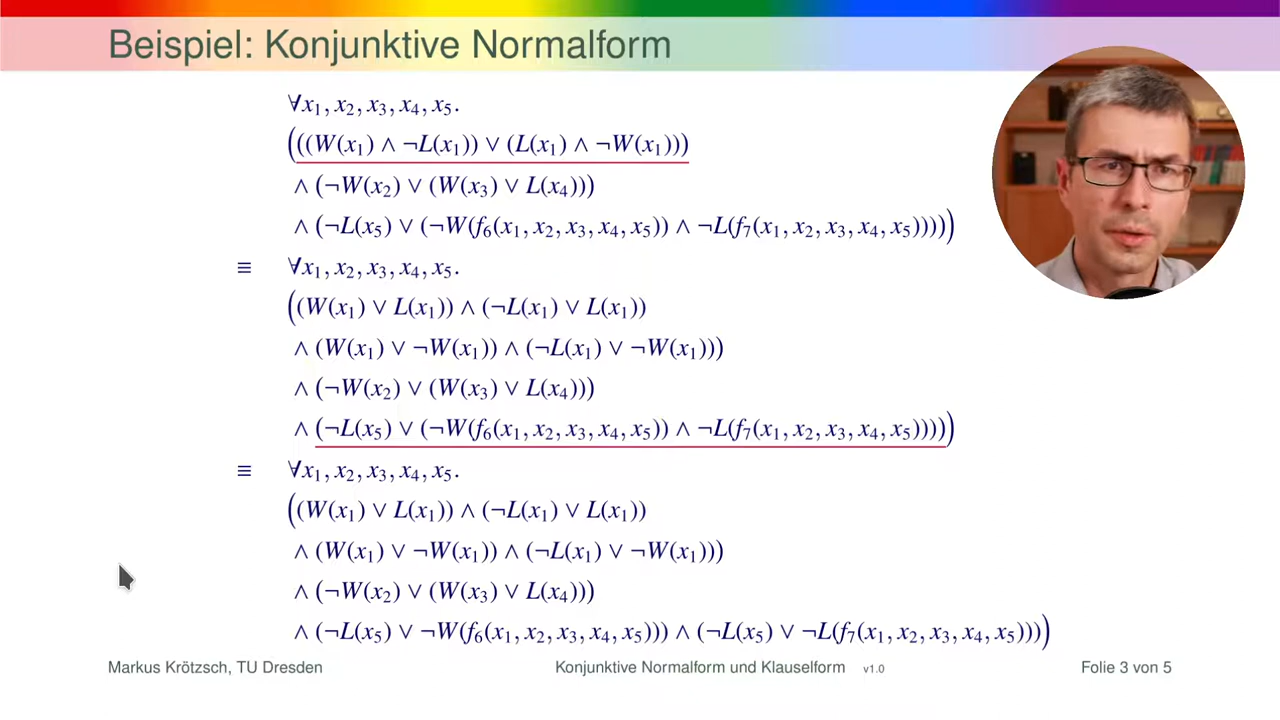 Beispiel: Konjunktive Normalform
∀x₁, x₂, x₃, x₄, x₅.
(((W(x₁) ∧ ¬L(x₁)) ∨ (L(x₁) ∧ ¬W(x₁)))
∧ (¬W(x₂) ∨ (W(x₃) ∨ L(x₄)))
∧ (¬L(x₅) ∨ (¬W(f₆(x₁, x₂, x₃, x₄, x₅)) ∧ ¬L(f₇(x₁, x₂, x₃, x₄, x₅)))))
≡ ∀x₁, x₂, x₃, x₄, x₅.
((W(x₁) ∨ L(x₁)) ∧ (¬L(x₁) ∨ L(x₁))
∧ (W(x₁) ∨ ¬W(x₁)) ∧ (¬L(x₁) ∨ ¬W(x₁)))
∧ (¬W(x₂) ∨ (W(x₃) ∨ L(x₄)))
∧ (¬L(x₅) ∨ (¬W(f₆(x₁, x₂, x₃, x₄, x₅)) ∧ ¬L(f₇(x₁, x₂, x₃, x₄, x₅)))))
≡ ∀x₁, x₂, x₃, x₄, x₅.
((W(x₁) ∨ L(x₁)) ∧ (¬L(x₁) ∨ L(x₁))
∧ (W(x₁) ∨ ¬W(x₁)) ∧ (¬L(x₁) ∨ ¬W(x₁)))
∧ (¬W(x₂) ∨ (W(x₃) ∨ L(x₄)))
∧ (¬L(x₅) ∨ ¬W(f₆(x₁, x₂, x₃, x₄, x₅))) ∧ (¬L(x₅) ∨ ¬L(f₇(x₁, x₂, x₃, x₄, x₅))))
Markus Krötzsch, TU Dresden Konjunktive Normalform und Klauselform v1.0 Folie 3 von 5